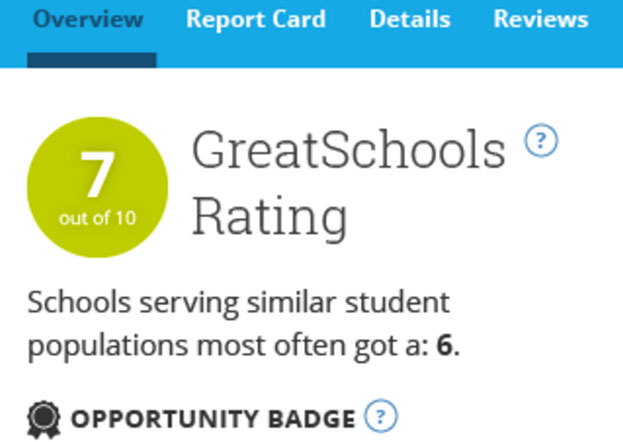 Overview Report Card Details Reviews
7
out of 10
GreatSchools ?
Rating
Schools serving similar student
populations most often got a: 6.
OPPORTUNITY BADGE ?